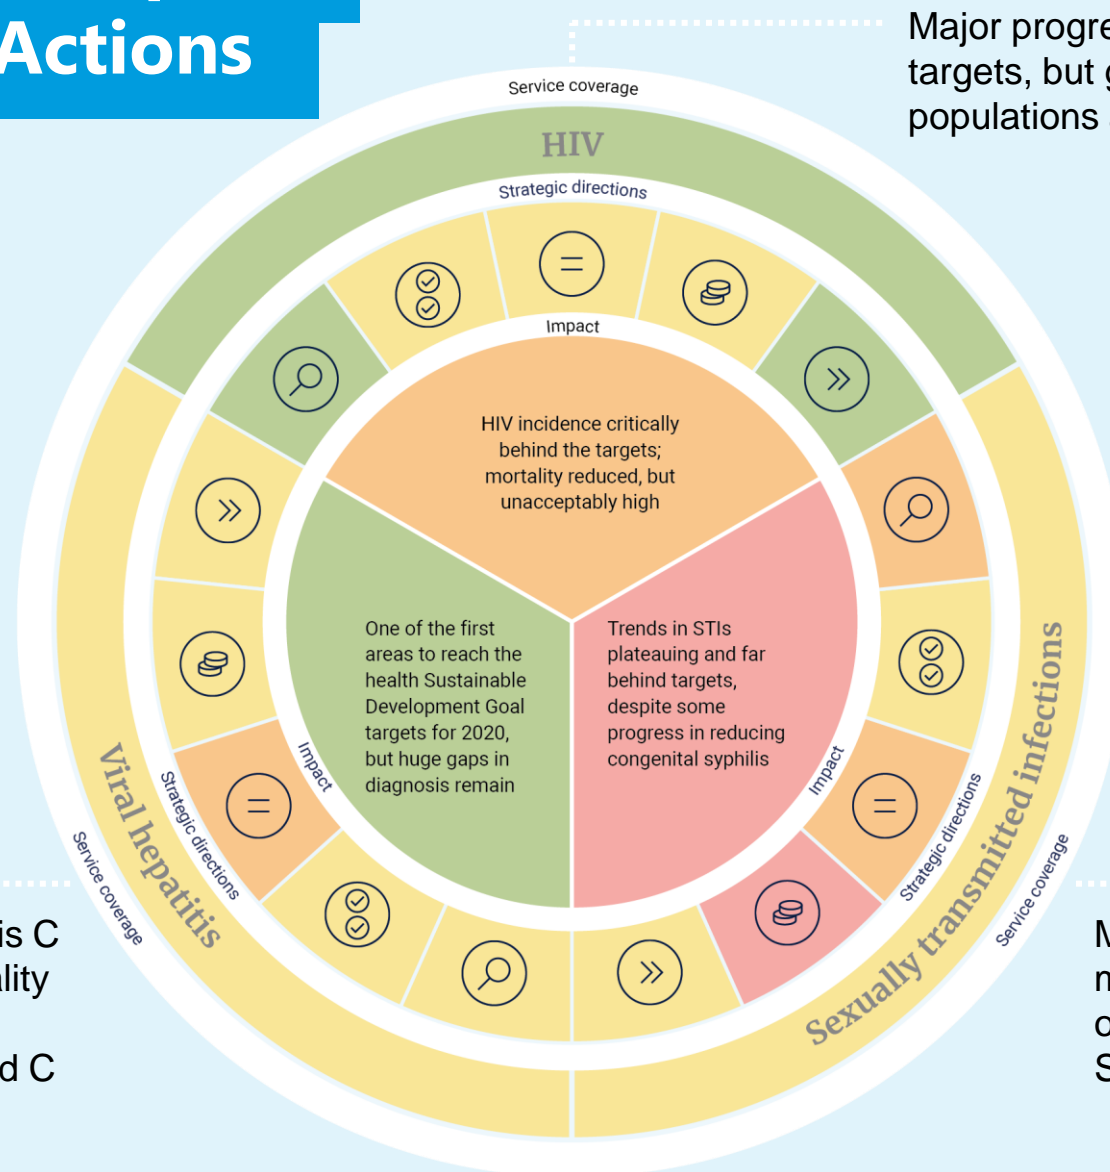 Actions
Major progre
targets, but g
populations
Service coverage
HIV
Strategic directions
Impact
HIV incidence critically
behind the targets;
mortality reduced, but
unacceptably high
One of the first
areas to reach the
health Sustainable
Development Goal
targets for 2020,
but huge gaps in
diagnosis remain
Trends in STIs
plateauing and far
behind targets,
despite some
progress in reducing
congenital syphilis
Impact
Strategic directions
Viral hepatitis
Service coverage
Impact
Strategic directions
Sexually transmitted infections
Service coverage
is C
ality
d C
M
m
o
S